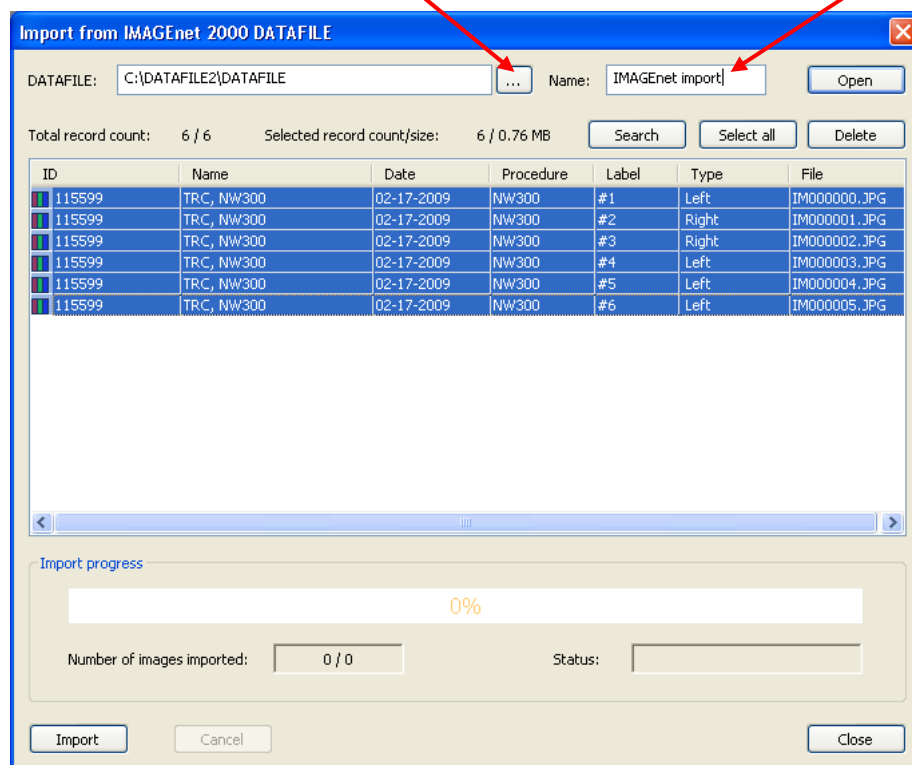 Import from IMAGEnet 2000 DATAFILE
DATAFILE: C:\DATAFILE2\DATAFILE ... Name: IMAGEnet import Open
Total record count: 6 / 6 Selected record count/size: 6 / 0.76 MB Search Select all Delete
ID Name Date Procedure Label Type File
115599 TRC, NW300 02-17-2009 NW300 #1 Left IM000000.JPG
115599 TRC, NW300 02-17-2009 NW300 #2 Right IM000001.JPG
115599 TRC, NW300 02-17-2009 NW300 #3 Right IM000002.JPG
115599 TRC, NW300 02-17-2009 NW300 #4 Left IM000003.JPG
115599 TRC, NW300 02-17-2009 NW300 #5 Left IM000004.JPG
115599 TRC, NW300 02-17-2009 NW300 #6 Left IM000005.JPG
Import progress
0%
Number of images imported: 0 / 0 Status:
Import Cancel Close